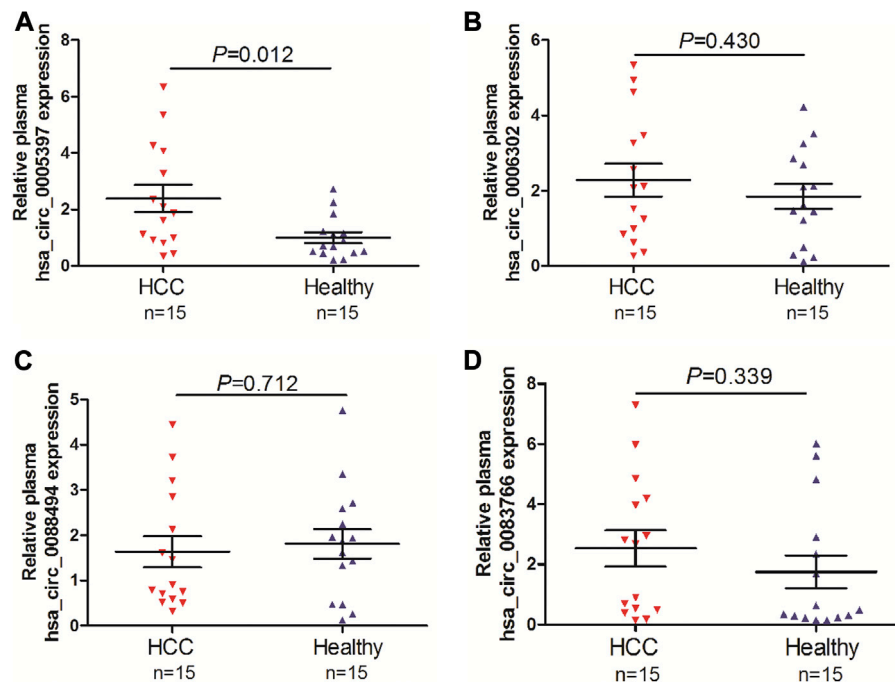 A
Relative plasma
hsa_circ_0005397 expression
8
6
4
2
0
P=0.012
HCC
Healthy
n=15
n=15
B
Relative plasma
hsa_circ_0006302 expression
6
4
2
0
P=0.430
HCC
Healthy
n=15
n=15
C
Relative plasma
hsa_circ_0088494 expression
5
4
3
2
1
0
P=0.712
HCC
Healthy
n=15
n=15
D
Relative plasma
hsa_circ_0083766 expression
8
6
4
2
0
P=0.339
HCC
Healthy
n=15
n=15